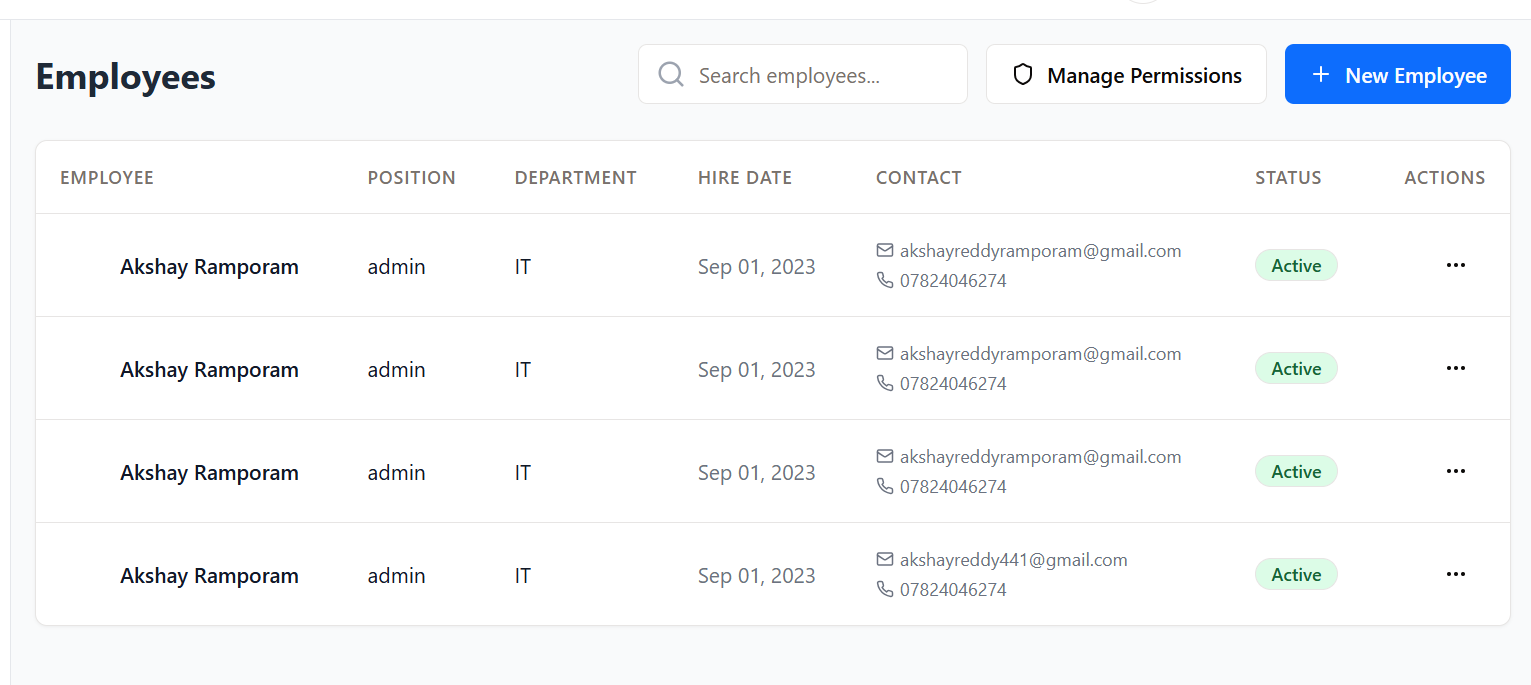 Employees
Search employees...
Manage Permissions
New Employee
EMPLOYEE POSITION DEPARTMENT HIRE DATE CONTACT STATUS ACTIONS
Akshay Ramporam admin IT Sep 01, 2023 akshayreddyramporam@gmail.com Active
07824046274
Akshay Ramporam admin IT Sep 01, 2023 akshayreddyramporam@gmail.com Active
07824046274
Akshay Ramporam admin IT Sep 01, 2023 akshayreddyramporam@gmail.com Active
07824046274
Akshay Ramporam admin IT Sep 01, 2023 akshayreddy441@gmail.com Active
07824046274